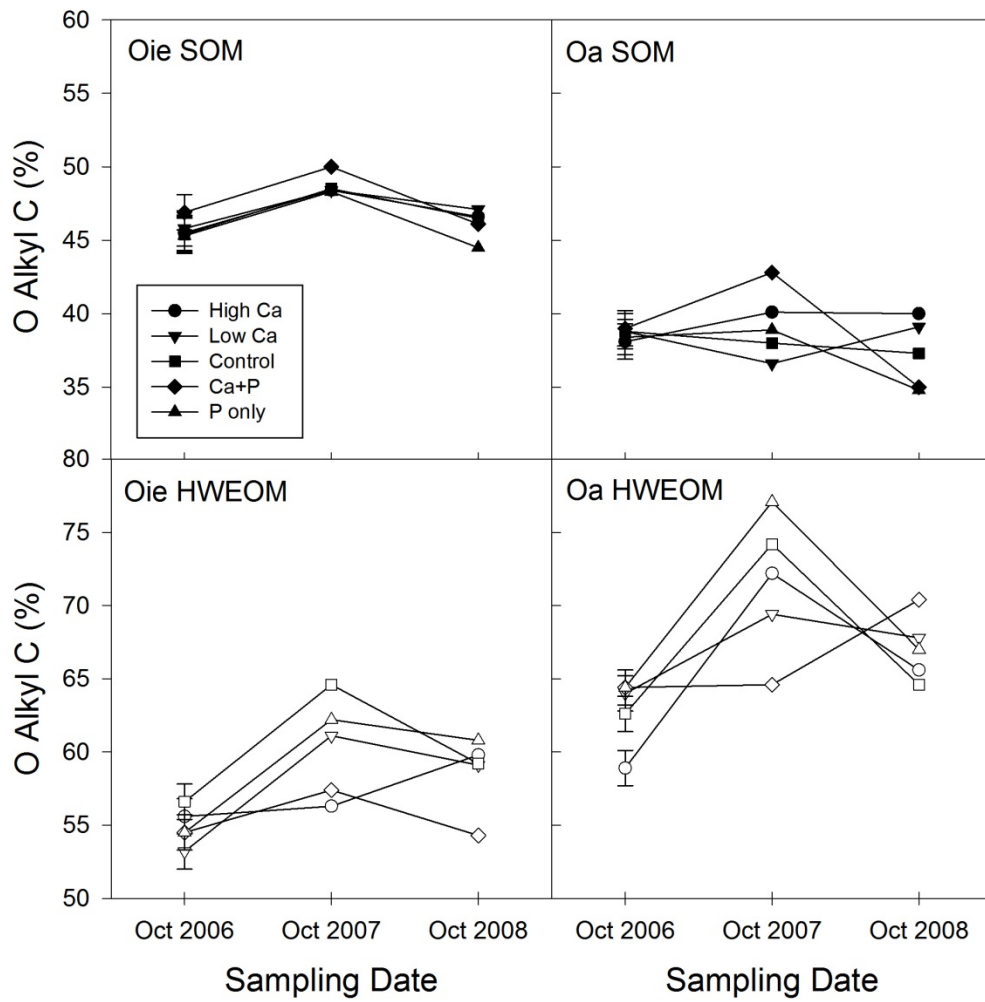 O Alkyl C (%)
60
55
50
45
40
35
80
Oie SOM
Oa SOM
High Ca
Low Ca
Control
Ca+P
P only
O Alkyl C (%)
75
70
65
60
55
50
Oie HWEOM
Oa HWEOM
Oct 2006 Oct 2007 Oct 2008
Oct 2006 Oct 2007 Oct 2008
Sampling Date
Sampling Date